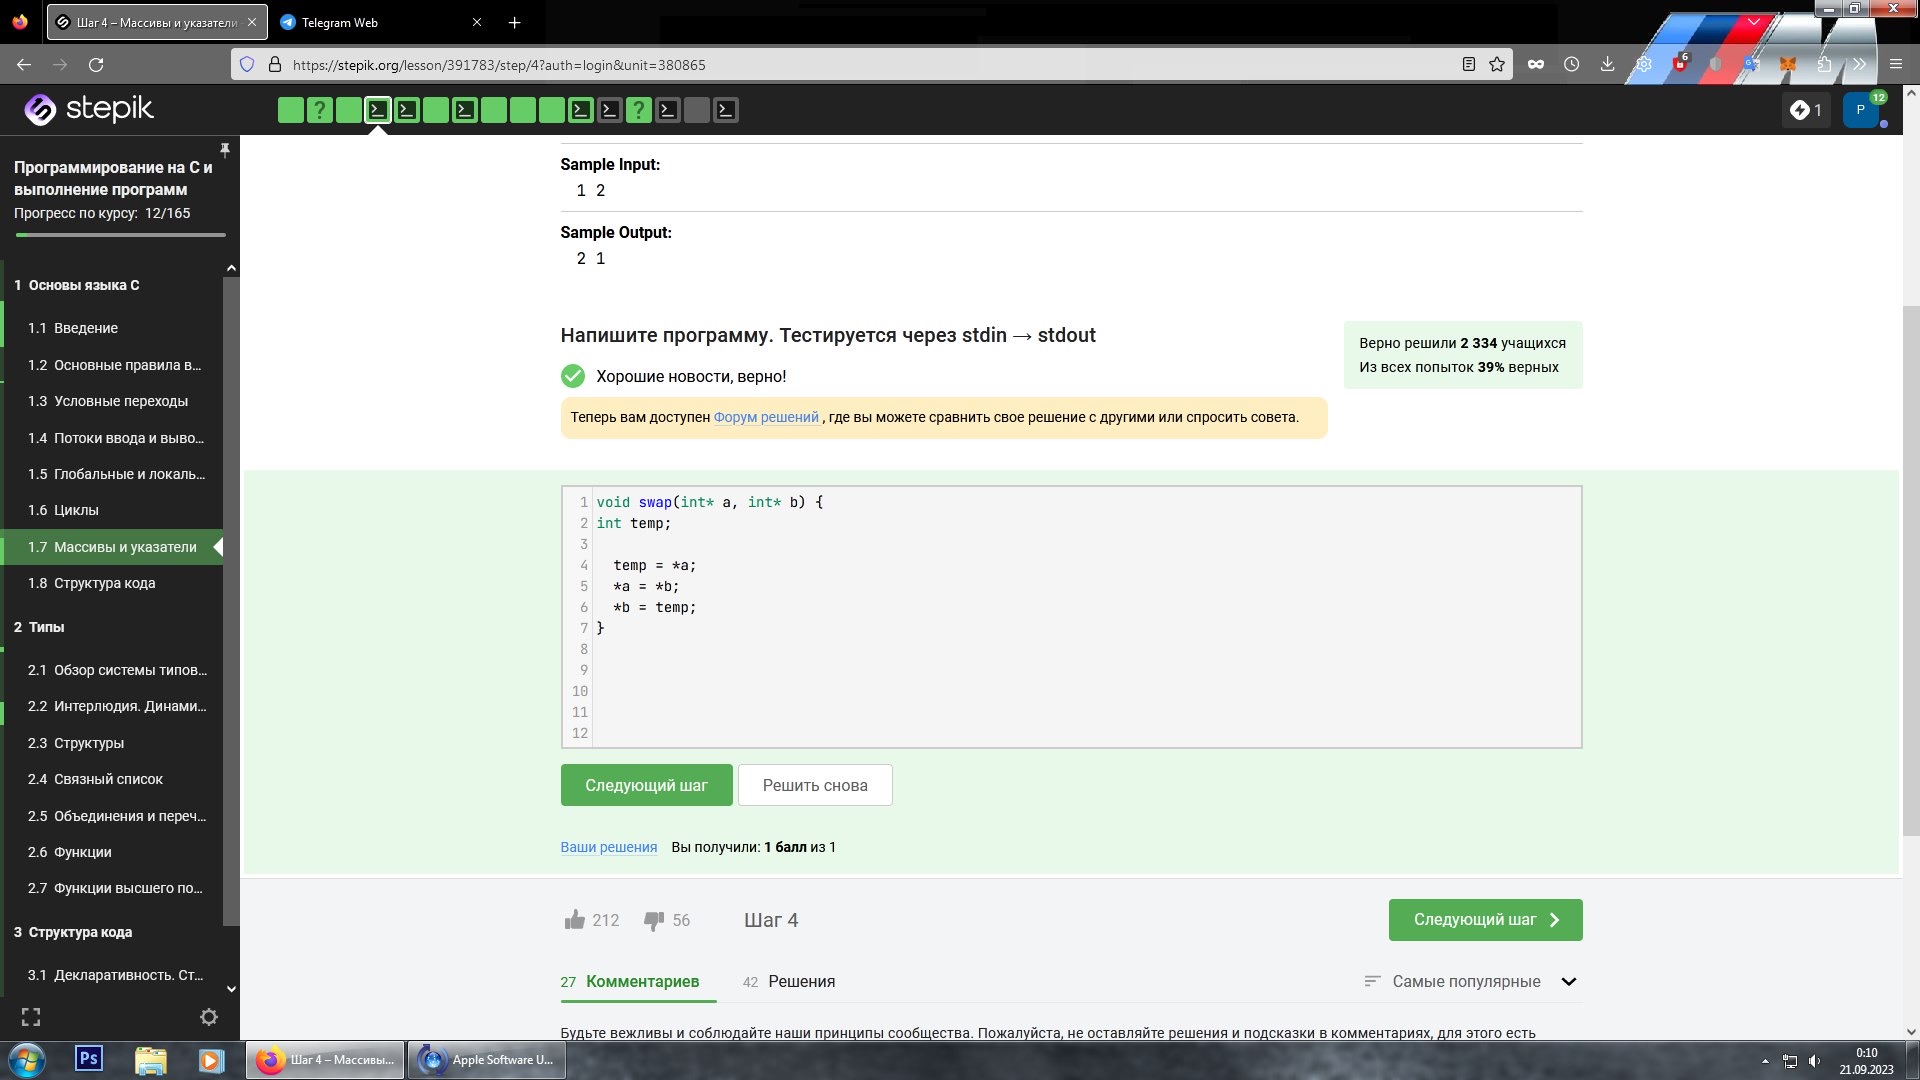 Шаг 4 – Массивы и указатели
Telegram Web
https://stepik.org/lesson/391783/step/4?auth=login&unit=380865
6
stepik
?
?
1
P
12
Программирование на C и
выполнение программ
Прогресс по курсу: 12/165
1 Основы языка C
1.1 Введение
1.2 Основные правила в...
1.3 Условные переходы
1.4 Потоки ввода и выво...
1.5 Глобальные и локаль...
1.6 Циклы
1.7 Массивы и указатели
1.8 Структура кода
2 Типы
2.1 Обзор системы типов...
2.2 Интерлюдия. Динами...
2.3 Структуры
2.4 Связный список
2.5 Объединения и переч...
2.6 Функции
2.7 Функции высшего по...
3 Структура кода
3.1 Декларативность. Ст...
Sample Input:
1 2
Sample Output:
2 1
Напишите программу. Тестируется через stdin → stdout
Хорошие новости, верно!
Верно решили 2 334 учащихся
Из всех попыток 39% верных
Теперь вам доступен Форум решений , где вы можете сравнить свое решение с другими или спросить совета.
1 void swap(int* a, int* b) {
2 int temp;
3
4 temp = *a;
5 *a = *b;
6 *b = temp;
7 }
8
9
10
11
12
Следующий шаг
Решить снова
Ваши решения Вы получили: 1 балл из 1
212 56 Шаг 4
Следующий шаг
27 Комментариев 42 Решения
Самые популярные
Будьте вежливы и соблюдайте наши принципы сообщества. Пожалуйста, не оставляйте решения и подсказки в комментариях, для этого есть
Ps
Шаг 4 – Массивы...
Apple Software U...
0:10
21.09.2023